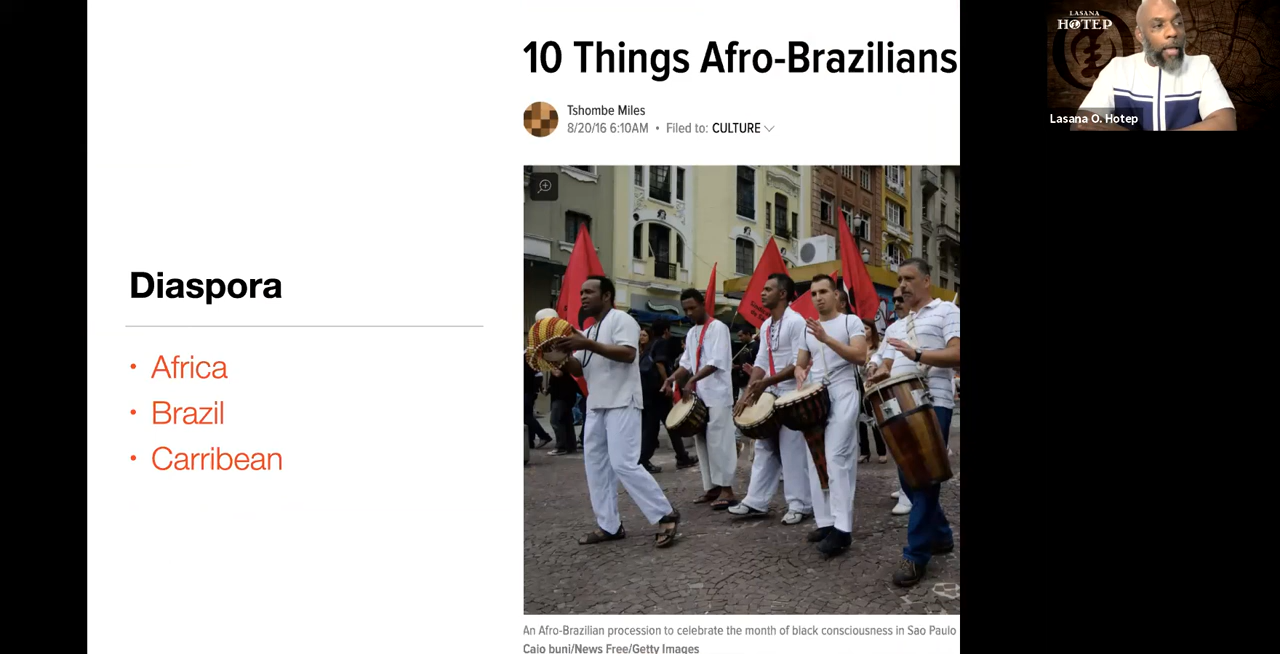 10 Things Afro-Brazilians
Tshombe Miles
8/20/16 6:10AM • Filed to: CULTURE
Diaspora
• Africa
• Brazil
• Carribean
An Afro-Brazilian procession to celebrate the month of black consciousness in Sao Paulo
Caio buni/News Free/Getty Images
LASANA
HOTEP
Lasana O. Hotep